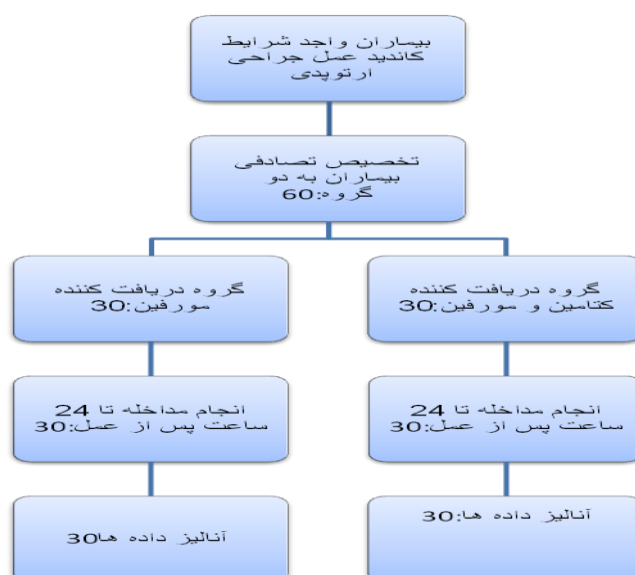 بیماران واجد شرایط
کاندید عمل جراحی
ارتوپدی
تخصیص تصادفی
بیماران به دو
گروه:60
گروه دریافت کننده
کتامین و مورفین:30
گروه دریافت کننده
مورفین:30
انجام مداخله تا 24
ساعت پس از عمل:30
انجام مداخله تا 24
ساعت پس از عمل:30
آنالیز داده ها:30
آنالیز داده ها30